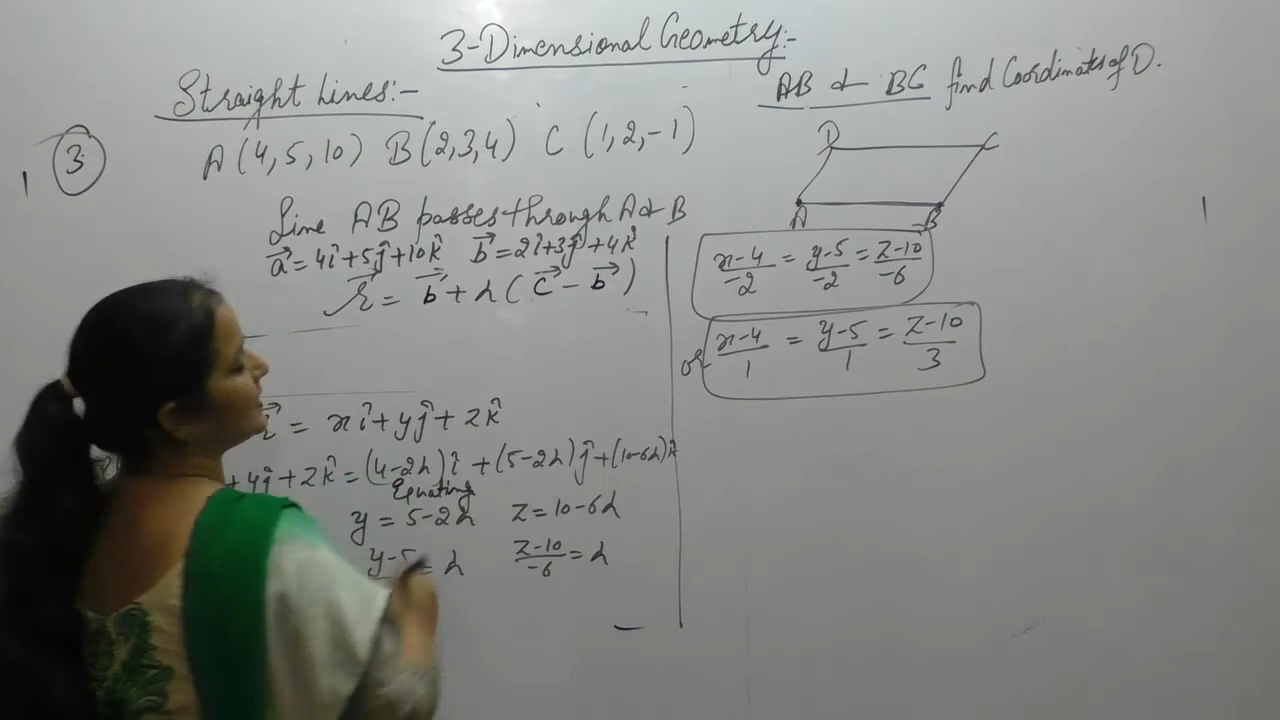 3-Dimensional Geometry:-
Straight Lines:-
AB & BC find Coordinates of D.
3
A(4,5,10) B(2,3,4) C(1,2,-1)
D C
A B
Line AB passes through A & B
a⃗ = 4î+5ĵ+10k̂ b⃗ = 2î+3ĵ+4k̂
r⃗ = b⃗ + λ(c⃗ - b⃗)
(x-4)/-2 = (y-5)/-2 = (z-10)/-6
or (x-4)/1 = (y-5)/1 = (z-10)/3
= xî+yĵ+zk̂
+yĵ+zk̂ = (4-2λ)î+(5-2λ)ĵ+(10-6λ)k̂
Equating
y = 5-2λ z = 10-6λ
y-5 = λ (z-10)/-6 = λ